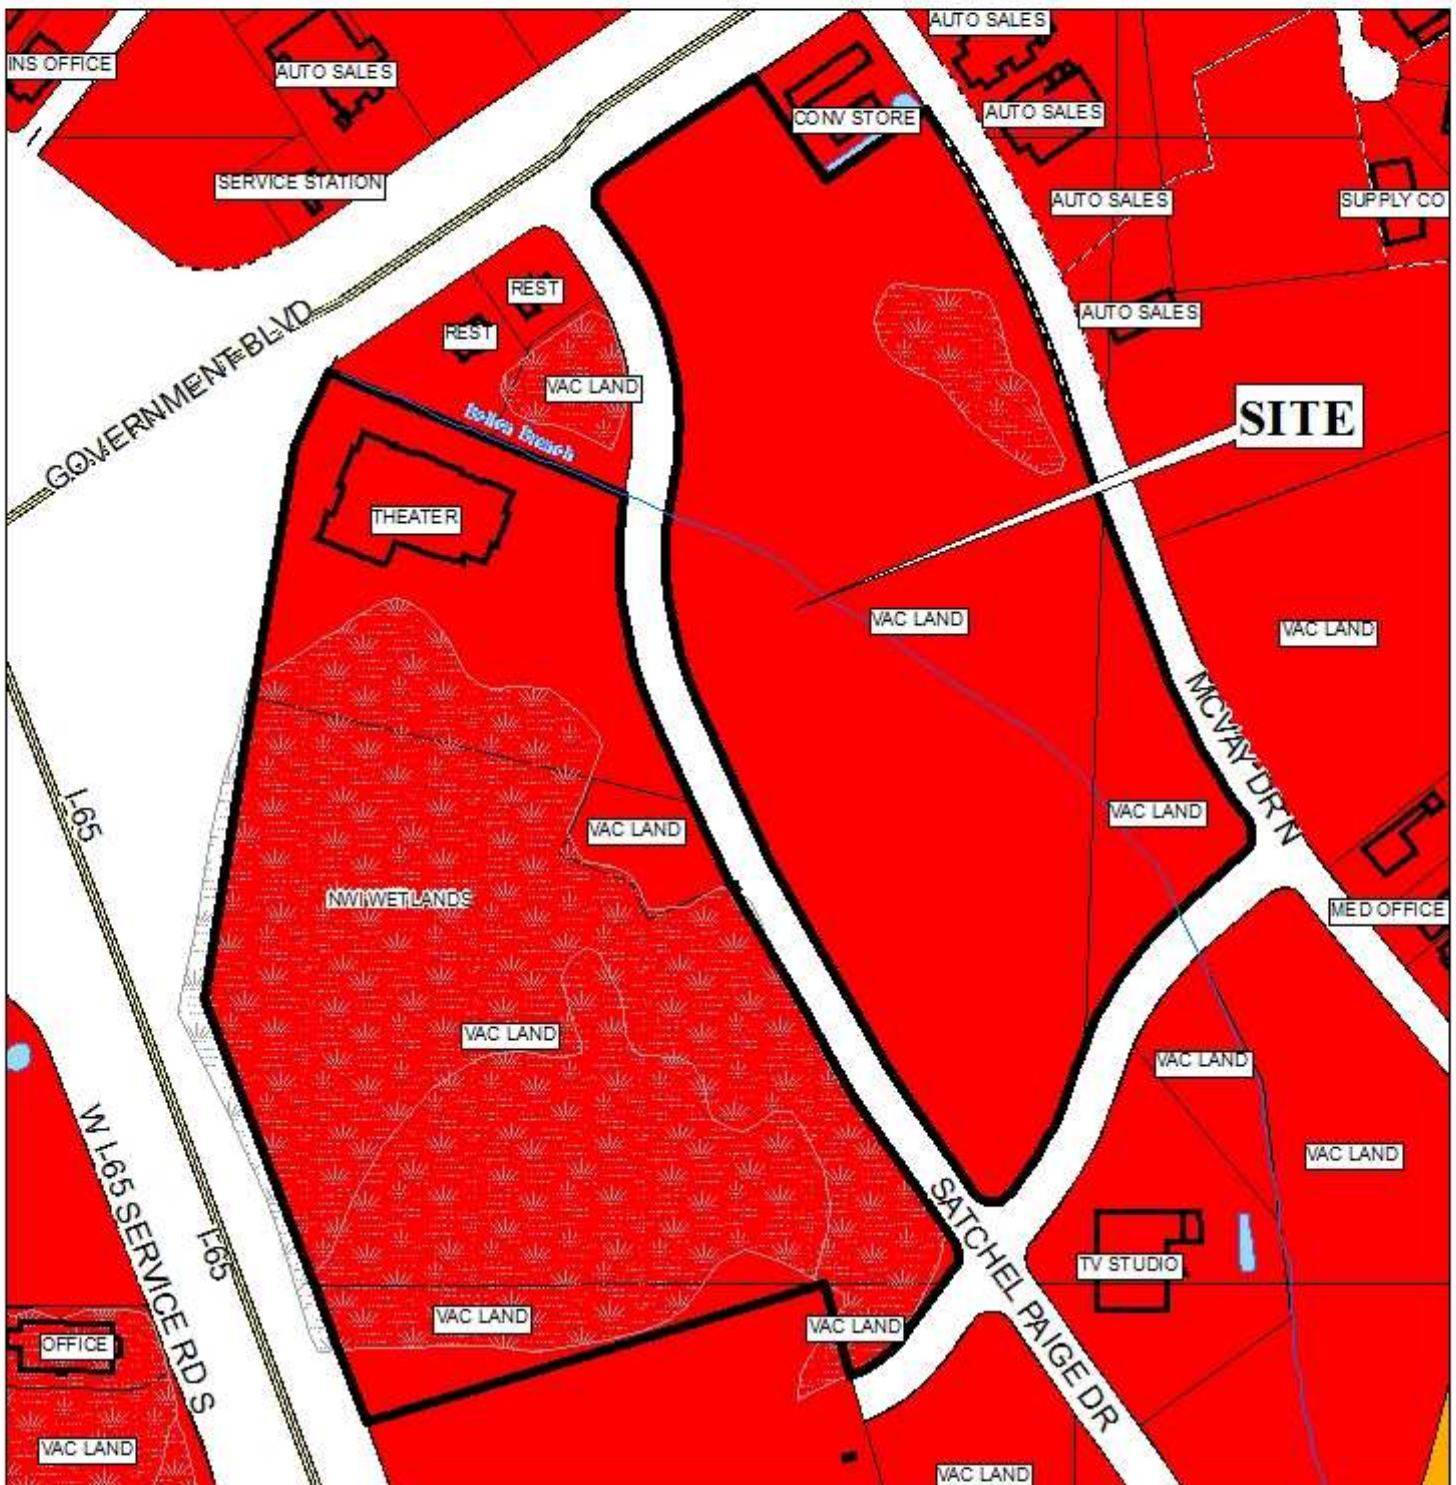 AUTO SALES
INS OFFICE
AUTO SALES
CONV STORE
AUTO SALES
SERVICE STATION
AUTO SALES
SUPPLY CO
REST
AUTO SALES
REST
GOVERNMENT BLVD
VAC LAND
SITE
Branch
THEATER
VAC LAND
VAC LAND
MCVAY DR N
I-65
VAC LAND
VAC LAND
NWI WETLANDS
MED OFFICE
VAC LAND
VAC LAND
VAC LAND
W I-65 SERVICE RD S
I-65
SATCHEL PAIGE DR
TV STUDIO
VAC LAND
VAC LAND
OFFICE
VAC LAND
VAC LAND